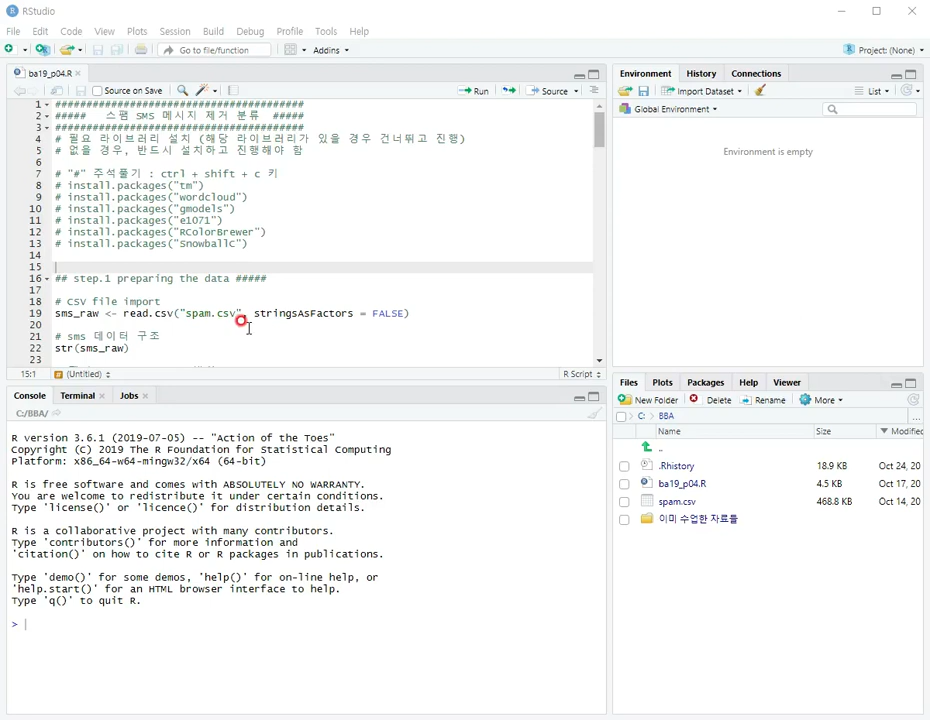 RStudio
File Edit Code View Plots Session Build Debug Profile Tools Help
Go to file/function Addins Project: (None)
ba19_p04.R
Source on Save Run Source
1 #######################################
2 ##### 스팸 SMS 메시지 제거 분류 #####
3 #######################################
4 # 필요 라이브러리 설치 (해당 라이브러리가 있을 경우 건너뛰고 진행)
5 # 없을 경우, 반드시 설치하고 진행해야 함
6
7 # "#" 주석풀기 : ctrl + shift + c 키
8 # install.packages("tm")
9 # install.packages("wordcloud")
10 # install.packages("gmodels")
11 # install.packages("e1071")
12 # install.packages("RColorBrewer")
13 # install.packages("SnowballC")
14
15
16 ## step.1 preparing the data #####
17
18 # CSV file import
19 sms_raw <- read.csv("spam.csv", stringsAsFactors = FALSE)
20
21 # sms 데이터 구조
22 str(sms_raw)
23
15:1 (Untitled) R Script
Console Terminal Jobs
C:/BBA/
R version 3.6.1 (2019-07-05) -- "Action of the Toes"
Copyright (C) 2019 The R Foundation for Statistical Computing
Platform: x86_64-w64-mingw32/x64 (64-bit)
R is free software and comes with ABSOLUTELY NO WARRANTY.
You are welcome to redistribute it under certain conditions.
Type 'license()' or 'licence()' for distribution details.
R is a collaborative project with many contributors.
Type 'contributors()' for more information and
'citation()' on how to cite R or R packages in publications.
Type 'demo()' for some demos, 'help()' for on-line help, or
'help.start()' for an HTML browser interface to help.
Type 'q()' to quit R.
>
Environment History Connections
Import Dataset List
Global Environment
Environment is empty
Files Plots Packages Help Viewer
New Folder Delete Rename More
C: BBA ...
Name Size Modified
..
.Rhistory 18.9 KB Oct 24, 20
ba19_p04.R 4.5 KB Oct 17, 20
spam.csv 468.8 KB Oct 14, 20
이미 수업한 자료들